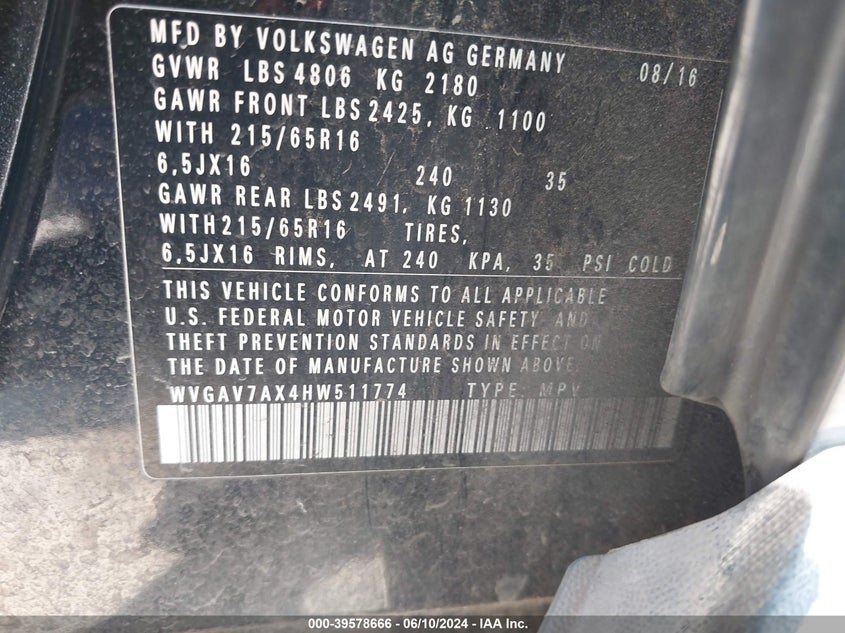 MFD BY VOLKSWAGEN AG GERMANY 08/16
GVWR LBS 4806 KG 2180
GAWR FRONT LBS 2425, KG 1100
WITH 215/65R16
6,5JX16 240 35
GAWR REAR LBS 2491, KG 1130
WITH 215/65R16 TIRES,
6,5JX16 RIMS, AT 240 KPA, 35 PSI COLD
THIS VEHICLE CONFORMS TO ALL APPLICABLE
U.S. FEDERAL MOTOR VEHICLE SAFETY AND
THEFT PREVENTION STANDARDS IN EFFECT ON
THE DATE OF MANUFACTURE SHOWN ABOVE.
WVGAV7AX4HW511774 TYPE: MPV
000-39578666 - 06/10/2024 - IAA Inc.